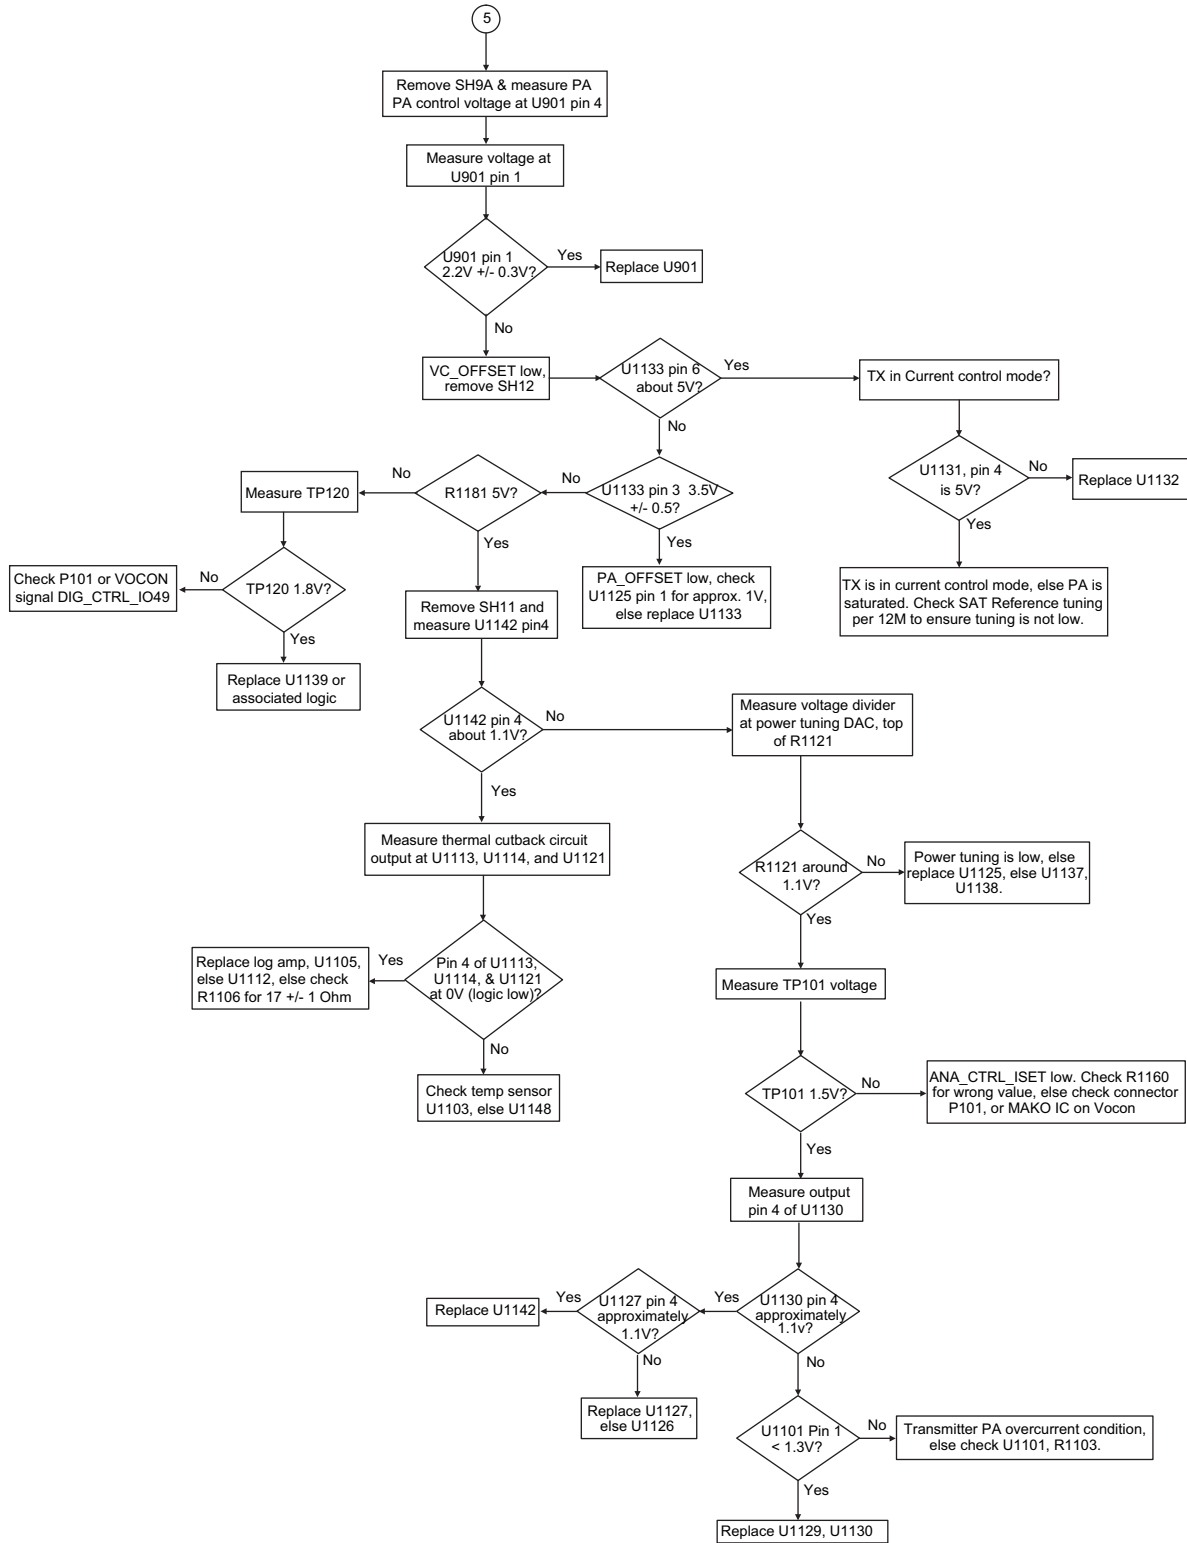 5
Remove SH9A & measure PA
PA control voltage at U901 pin 4
Measure voltage at
U901 pin 1
U901 pin 1
2.2V +/- 0.3V?
Yes
Replace U901
No
VC_OFFSET low,
remove SH12
U1133 pin 6
about 5V?
Yes
TX in Current control mode?
No
U1131, pin 4
is 5V?
No
Replace U1132
Yes
TX is in current control mode, else PA is
saturated. Check SAT Reference tuning
per 12M to ensure tuning is not low.
U1133 pin 3 3.5V
+/- 0.5?
Yes
PA_OFFSET low, check
U1125 pin 1 for approx. 1V,
else replace U1133
No
R1181 5V?
No
Measure TP120
TP120 1.8V?
No
Check P101 or VOCON
signal DIG_CTRL_IO49
Yes
Replace U1139 or
associated logic
Yes
Remove SH11 and
measure U1142 pin4
U1142 pin 4
about 1.1V?
No
Measure voltage divider
at power tuning DAC, top
of R1121
Yes
Measure thermal cutback circuit
output at U1113, U1114, and U1121
Pin 4 of U1113,
U1114, & U1121
at 0V (logic low)?
Yes
Replace log amp, U1105,
else U1112, else check
R1106 for 17 +/- 1 Ohm
No
Check temp sensor
U1103, else U1148
R1121 around
1.1V?
No
Power tuning is low, else
replace U1125, else U1137,
U1138.
Yes
Measure TP101 voltage
TP101 1.5V?
No
ANA_CTRL_ISET low. Check R1160
for wrong value, else check connector
P101, or MAKO IC on Vocon
Yes
Measure output
pin 4 of U1130
U1130 pin 4
approximately
1.1v?
Yes
U1127 pin 4
approximately
1.1V?
Yes
Replace U1142
No
Replace U1127,
else U1126
No
U1101 Pin 1
< 1.3V?
No
Transmitter PA overcurrent condition,
else check U1101, R1103.
Yes
Replace U1129, U1130